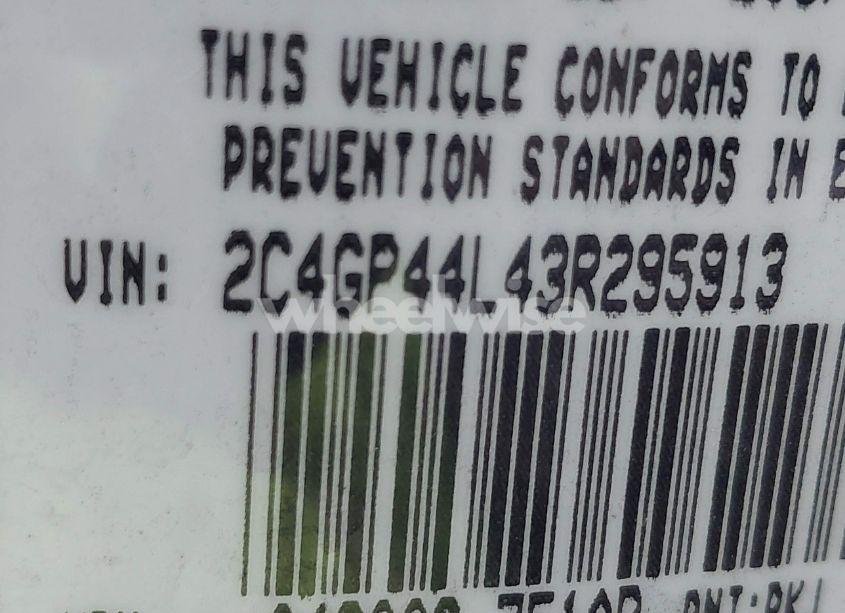 THIS VEHICLE CONFORMS TO
PREVENTION STANDARDS IN
VIN: 2C4GP44L43R295913
wheelwise